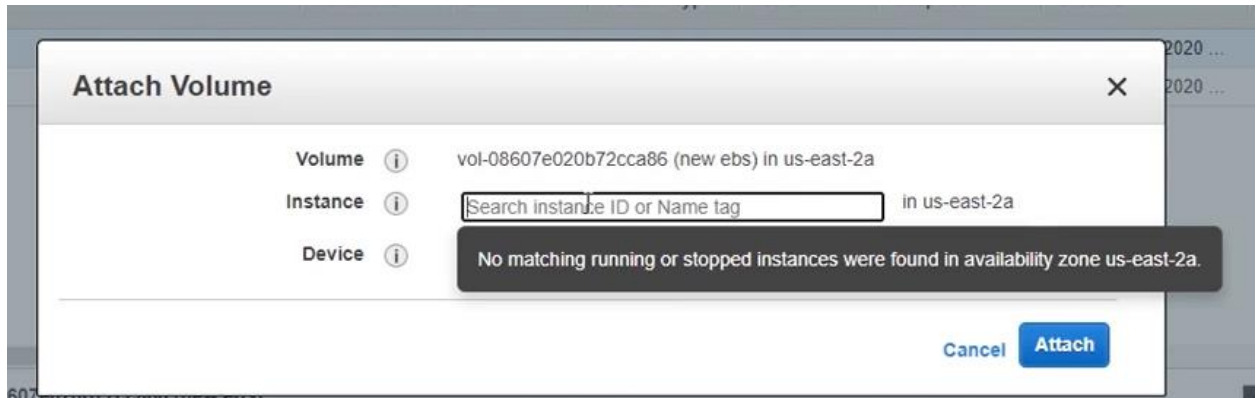 2020 ...
Attach Volume
2020 ...
Volume i vol-08607e020b72cca86 (new ebs) in us-east-2a
Instance i Search instance ID or Name tag in us-east-2a
Device i No matching running or stopped instances were found in availability zone us-east-2a.
Cancel Attach